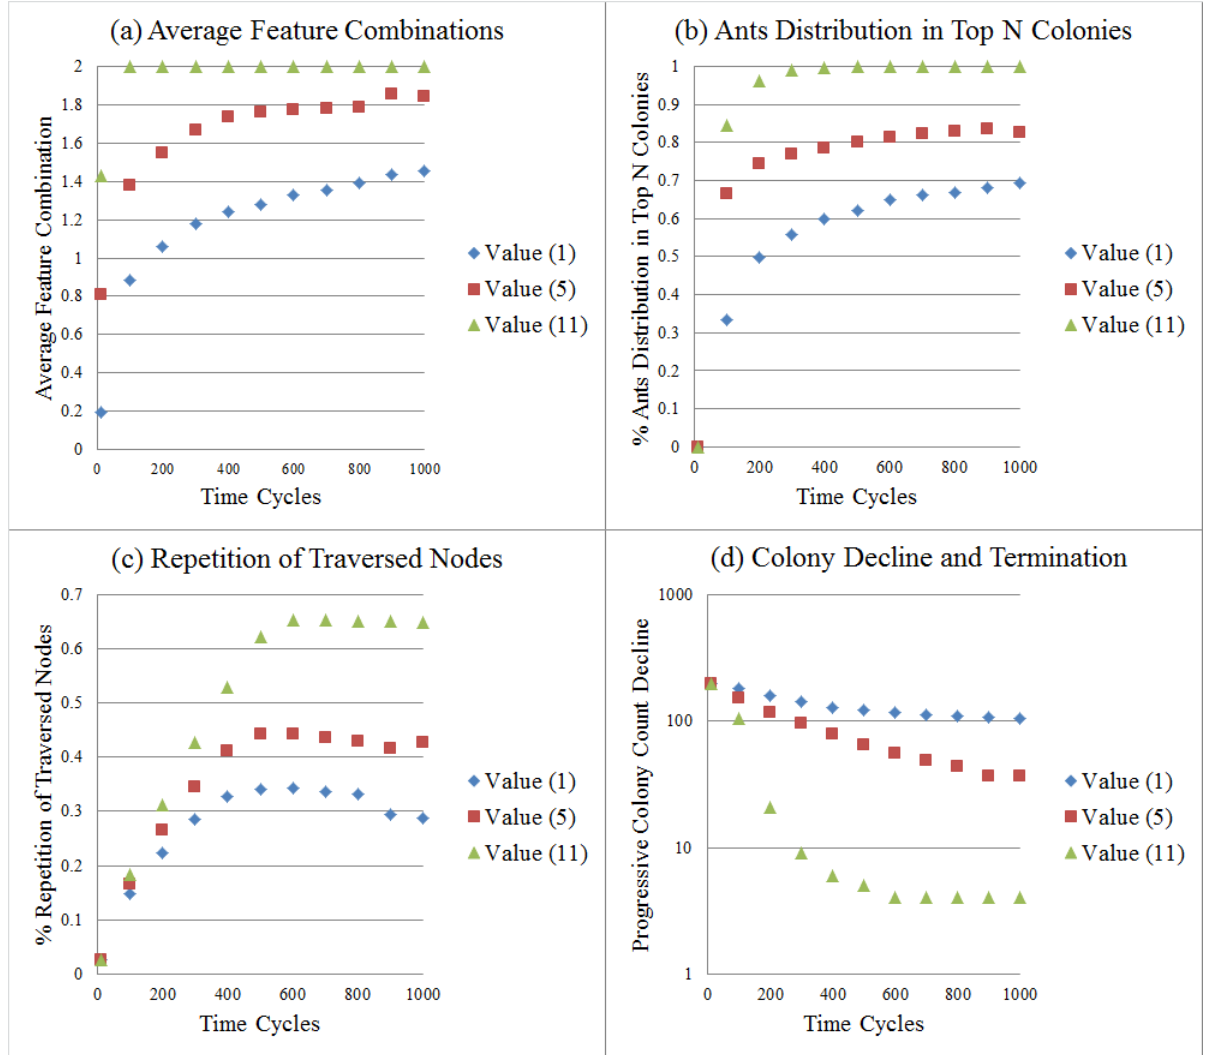 (a) Average Feature Combinations
Average Feature Combination
2
1.8
1.6
1.4
1.2
1
0.8
0.6
0.4
0.2
0
0 200 400 600 800 1000
Time Cycles
Value (1)
Value (5)
Value (11)
(b) Ants Distribution in Top N Colonies
% Ants Distribution in Top N Colonies
1
0.9
0.8
0.7
0.6
0.5
0.4
0.3
0.2
0.1
0
0 200 400 600 800 1000
Time Cycles
Value (1)
Value (5)
Value (11)
(c) Repetition of Traversed Nodes
% Repetition of Traversed Nodes
0.7
0.6
0.5
0.4
0.3
0.2
0.1
0
0 200 400 600 800 1000
Time Cycles
Value (1)
Value (5)
Value (11)
(d) Colony Decline and Termination
Progressive Colony Count Decline
1000
100
10
1
0 200 400 600 800 1000
Time Cycles
Value (1)
Value (5)
Value (11)